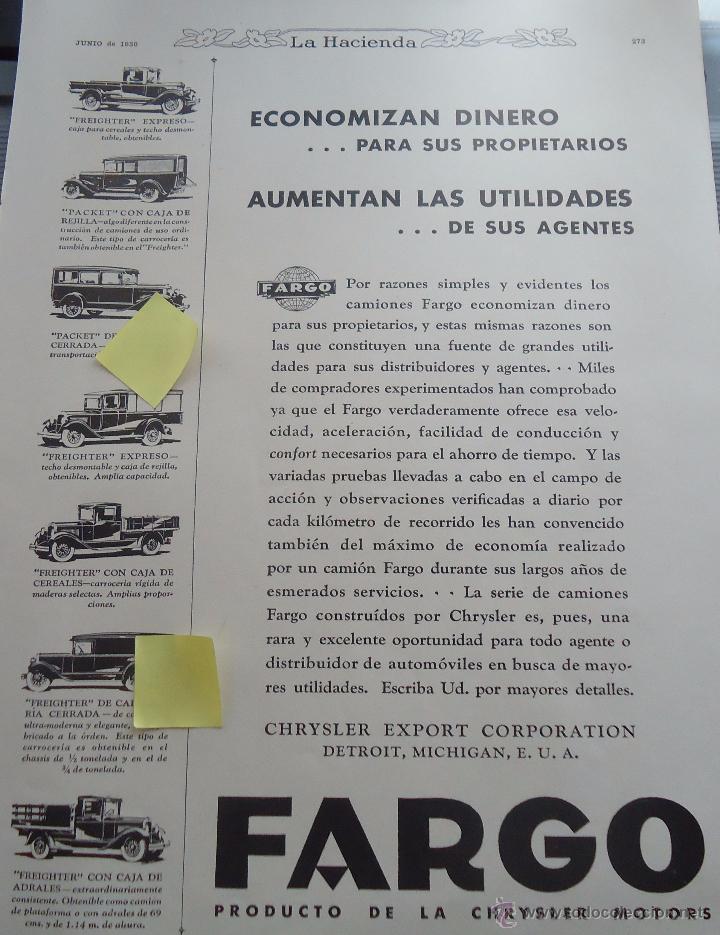 JUNIO de 1930
La Hacienda
273
"FREIGHTER" EXPRESO—
caja para cereales y techo desmon-
table, obtenibles.
"PACKET" CON CAJA DE
REJILLA—algo diferente en la cons-
trucción de camiones de uso ordi-
nario. Este tipo de carrocería es
también obtenible en el "Freighter."
"PACKET" DE
CERRADA—
"FREIGHTER" EXPRESO—
techo desmontable y caja de rejilla,
obtenibles. Amplia capacidad.
"FREIGHTER" CON CAJA DE
CEREALES—carrocería rígida de
maderas selectas. Amplias propor-
ciones.
"FREIGHTER" DE
RÍA CERRADA—de
ultra-moderna y elegante,
bricado a la órden. Este tipo de
carrocería es obtenible en el
chassis de ½ tonelada y en el de
¾ de tonelada.
"FREIGHTER" CON CAJA DE
ADRALES—extraordinariamente
consistente. Obtenible como camión
de plataforma o con adrales de 69
cms. y de 1.14 m. de altura.
ECONOMIZAN DINERO
. . . PARA SUS PROPIETARIOS
AUMENTAN LAS UTILIDADES
. . . DE SUS AGENTES
FARGO
Por razones simples y evidentes los
camiones Fargo economizan dinero
para sus propietarios, y estas mismas razones son
las que constituyen una fuente de grandes utili-
dades para sus distribuidores y agentes. · · Miles
de compradores experimentados han comprobado
ya que el Fargo verdaderamente ofrece esa velo-
cidad, aceleración, facilidad de conducción y
confort necesarios para el ahorro de tiempo. Y las
variadas pruebas llevadas a cabo en el campo de
acción y observaciones verificadas a diario por
cada kilómetro de recorrido les han convencido
también del máximo de economía realizado
por un camión Fargo durante sus largos años de
esmerados servicios. · · La serie de camiones
Fargo construídos por Chrysler es, pues, una
rara y excelente oportunidad para todo agente o
distribuidor de automóviles en busca de mayo-
res utilidades. Escriba Ud. por mayores detalles.
CHRYSLER EXPORT CORPORATION
DETROIT, MICHIGAN, E. U. A.
FARGO
PRODUCTO DE LA CHRYSLER MOTORS
todocoleccion.net